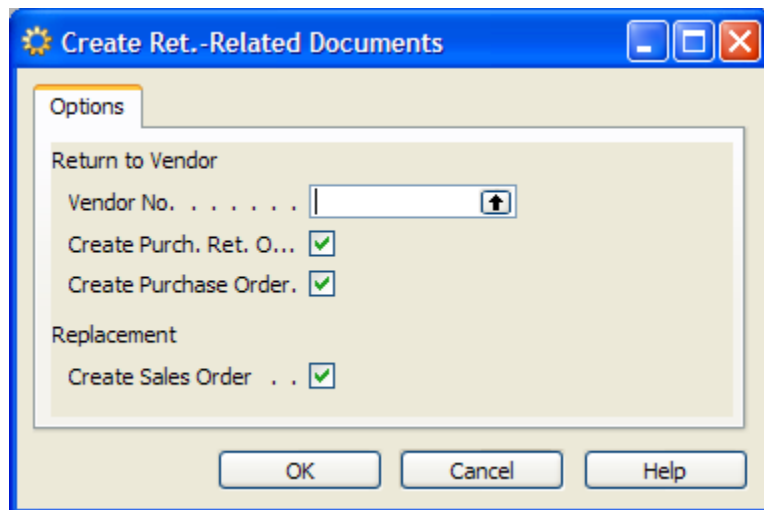 Create Ret.-Related Documents
Options
Return to Vendor
Vendor No. . . . . . .
Create Purch. Ret. O...
Create Purchase Order.
Replacement
Create Sales Order . .
OK Cancel Help